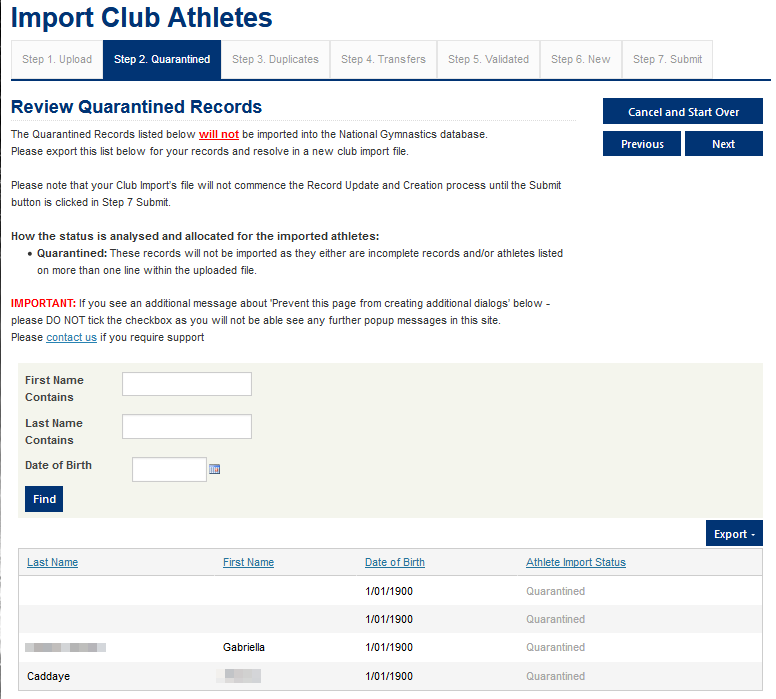 Import Club Athletes
Step 1. Upload Step 2. Quarantined Step 3. Duplicates Step 4. Transfers Step 5. Validated Step 6. New Step 7. Submit
Review Quarantined Records
Cancel and Start Over
Previous Next
The Quarantined Records listed below will not be imported into the National Gymnastics database.
Please export this list below for your records and resolve in a new club import file.
Please note that your Club Import's file will not commence the Record Update and Creation process until the Submit
button is clicked in Step 7 Submit.
How the status is analysed and allocated for the imported athletes:
• Quarantined: These records will not be imported as they either are incomplete records and/or athletes listed
on more than one line within the uploaded file.
IMPORTANT: If you see an additional message about 'Prevent this page from creating additional dialogs' below -
please DO NOT tick the checkbox as you will not be able see any further popup messages in this site.
Please contact us if you require support
First Name
Contains
Last Name
Contains
Date of Birth
Find
Export -
Last Name First Name Date of Birth Athlete Import Status
1/01/1900 Quarantined
1/01/1900 Quarantined
Gabriella 1/01/1900 Quarantined
Caddaye 1/01/1900 Quarantined